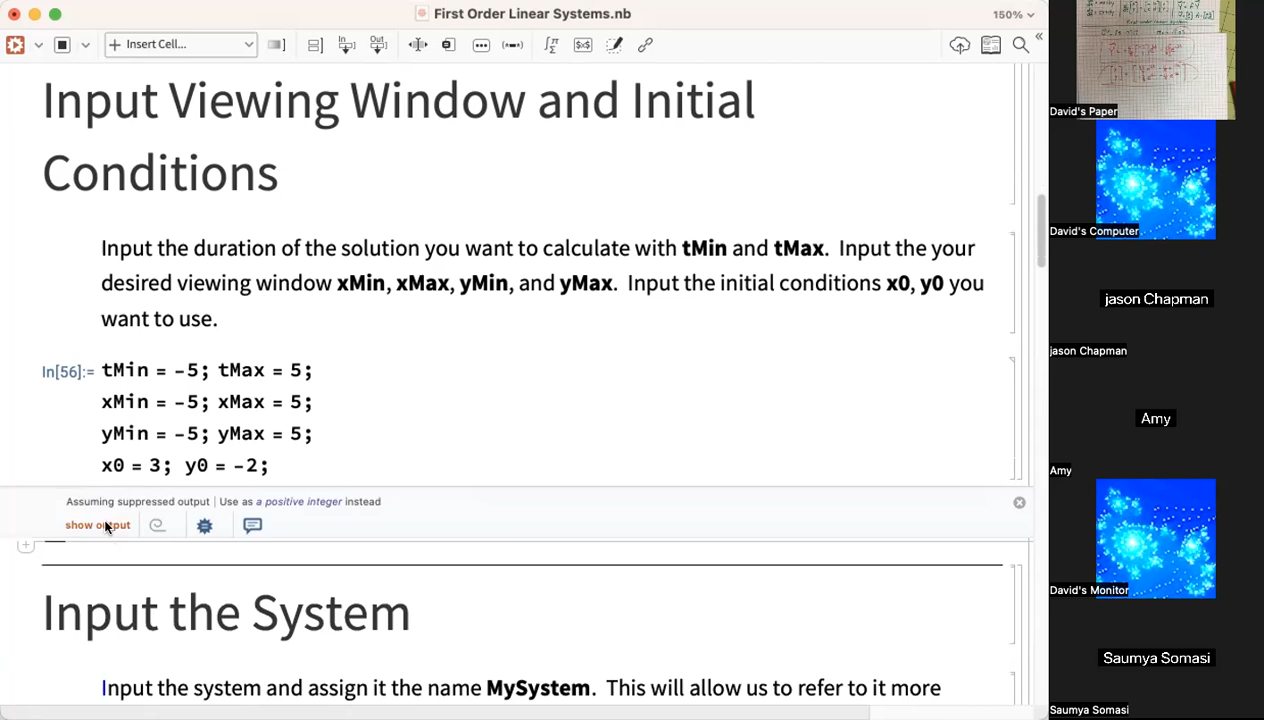 First Order Linear Systems.nb
150%
Insert Cell...
Input Viewing Window and Initial
Conditions
Input the duration of the solution you want to calculate with tMin and tMax. Input the your
desired viewing window xMin, xMax, yMin, and yMax. Input the initial conditions x0, y0 you
want to use.
In[56]:= tMin = -5; tMax = 5;
xMin = -5; xMax = 5;
yMin = -5; yMax = 5;
x0 = 3; y0 = -2;
Assuming suppressed output | Use as a positive integer instead
show output
Input the System
Input the system and assign it the name MySystem. This will allow us to refer to it more
David's Paper
David's Computer
jason Chapman
jason Chapman
Amy
Amy
David's Monitor
Saumya Somasi
Saumya Somasi